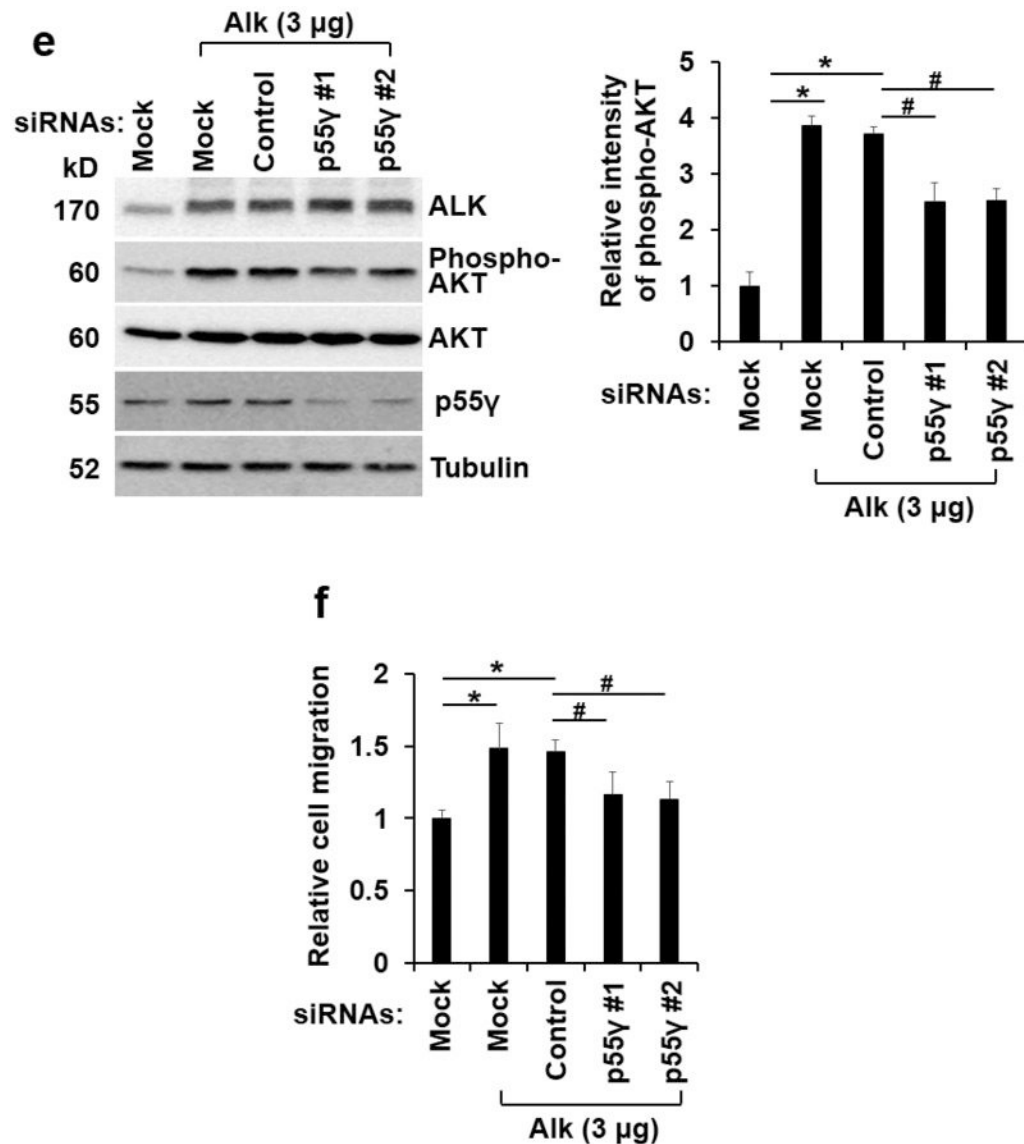 e
Alk (3 µg)
siRNAs:
Mock
Mock
Control
p55γ #1
p55γ #2
kD
170
ALK
60
Phospho-
AKT
60
AKT
55
p55γ
52
Tubulin
Relative intensity
of phospho-AKT
5
4
3
2
1
0
*
*
#
#
siRNAs:
Mock
Mock
Control
p55γ #1
p55γ #2
Alk (3 µg)
f
Relative cell migration
2
1.5
1
0.5
0
*
*
#
#
siRNAs:
Mock
Mock
Control
p55γ #1
p55γ #2
Alk (3 µg)